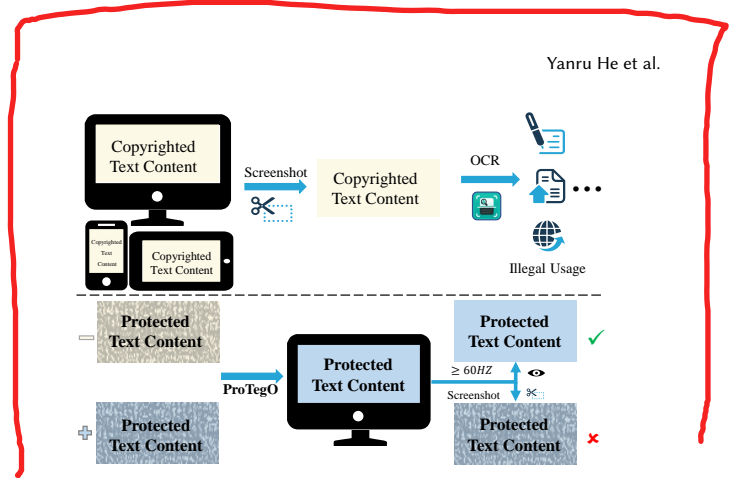 Yanru He et al.
Copyrighted
Text Content
Screenshot
Copyrighted
Text Content
OCR
Copyrighted
Text
Content
Copyrighted
Text Content
Illegal Usage
Protected
Text Content
ProTegO
Protected
Text Content
≥ 60HZ
Screenshot
Protected
Text Content
Protected
Text Content
Protected
Text Content